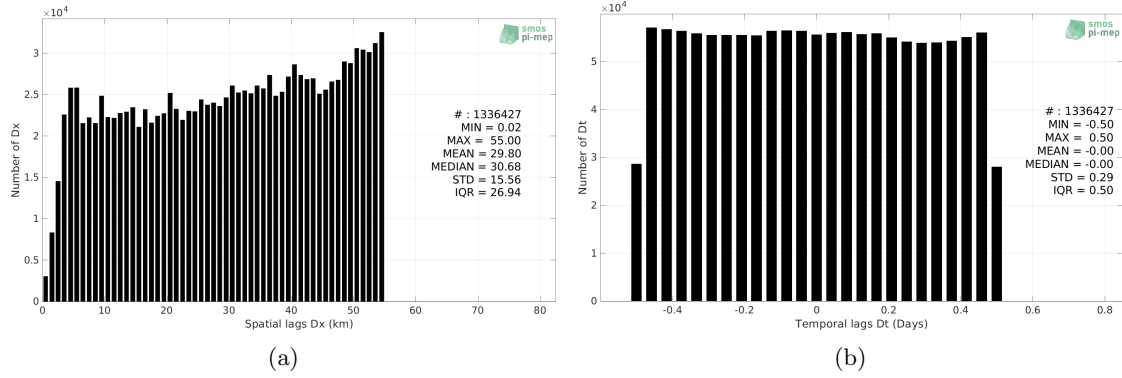 ×10⁴
Number of Dx
3
2.5
2
1.5
1
0.5
0
0
10
20
30
40
50
60
70
80
Spatial lags Dx (km)
smos
pi-mep
# : 1336427
MIN = 0.02
MAX = 55.00
MEAN = 29.80
MEDIAN = 30.68
STD = 15.56
IQR = 26.94
(a)
×10⁴
Number of Dt
5
4
3
2
1
0
-0.4
-0.2
0
0.2
0.4
0.6
0.8
Temporal lags Dt (Days)
smos
pi-mep
# : 1336427
MIN = -0.50
MAX = 0.50
MEAN = -0.00
MEDIAN = -0.00
STD = 0.29
IQR = 0.50
(b)